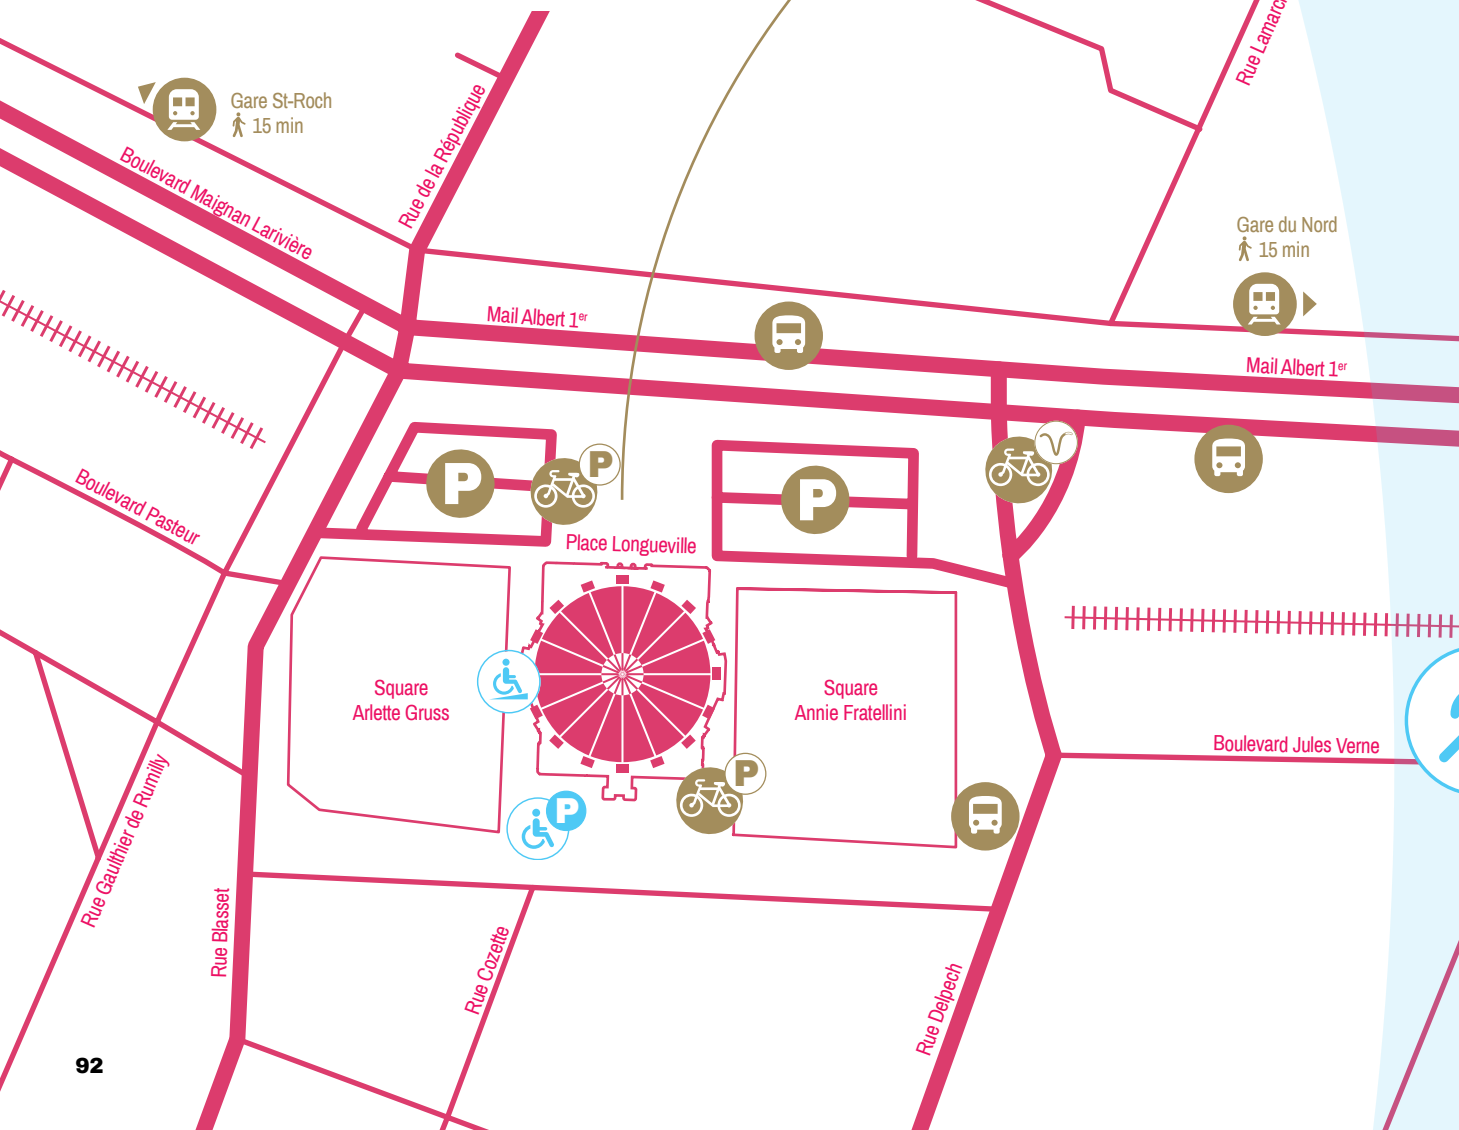 Rue Lamarc
Gare St-Roch
15 min
Rue de la République
Boulevard Maignan Larivière
Gare du Nord
15 min
Mail Albert 1er
Mail Albert 1er
P
P
P
Boulevard Pasteur
Place Longueville
Square
Arlette Gruss
Square
Annie Fratellini
Boulevard Jules Verne
P
P
Rue Gaulthier de Rumilly
Rue Blasset
Rue Cozette
Rue Delpech
92